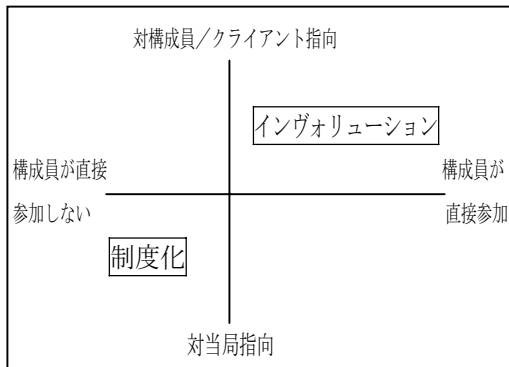 対構成員／クライアント指向
インヴォリューション
構成員が直接
参加しない
構成員が
直接参加
制度化
対当局指向